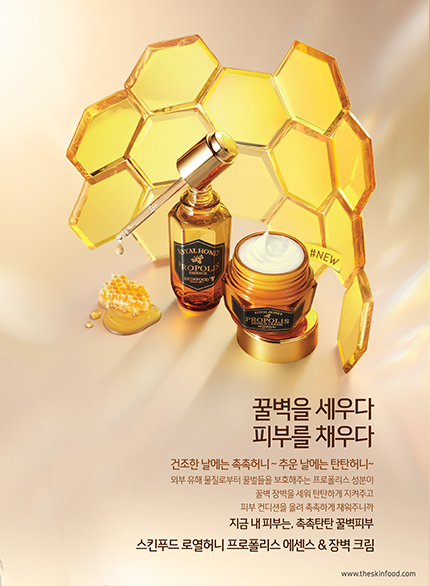 ROYAL HONEY
PROPOLIS
ESSENCE
SKINFOOD
#NEW
ROYAL HONEY
PROPOLIS
꿀벽을 세우다
피부를 채우다
건조한 날에는 촉촉허니~ 추운 날에는 탄탄허니~
외부 유해 물질로부터 꿀벌들을 보호해주는 프로폴리스 성분이
꿀벽 장벽을 세워 탄탄하게 지켜주고
피부 컨디션을 올려 촉촉하게 채워주니까
지금 내 피부는, 촉촉탄탄 꿀벽피부
스킨푸드 로열허니 프로폴리스 에센스 & 장벽 크림
www.theskinfood.com